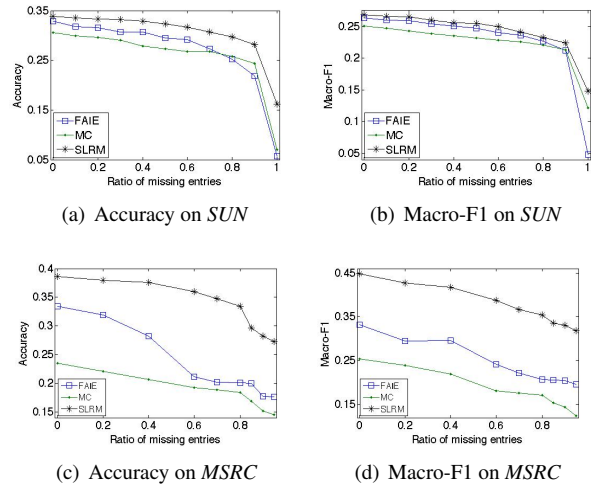 0.35
0.25
0.15
0.05
Accuracy
FAIE
MC
SLRM
0 0.2 0.4 0.6 0.8 1
Ratio of missing entries
(a) Accuracy on SUN
0.25
0.2
0.15
0.1
0.05
Macro-F1
FAIE
MC
SLRM
0 0.2 0.4 0.6 0.8 1
Ratio of missing entries
(b) Macro-F1 on SUN
0.4
0.35
0.3
0.25
0.2
0.15
Accuracy
FAIE
MC
SLRM
0 0.2 0.4 0.6 0.8
Ratio of missing entries
(c) Accuracy on MSRC
0.45
0.35
0.25
0.15
Macro-F1
FAIE
MC
SLRM
0 0.2 0.4 0.6 0.8
Ratio of missing entries
(d) Macro-F1 on MSRC